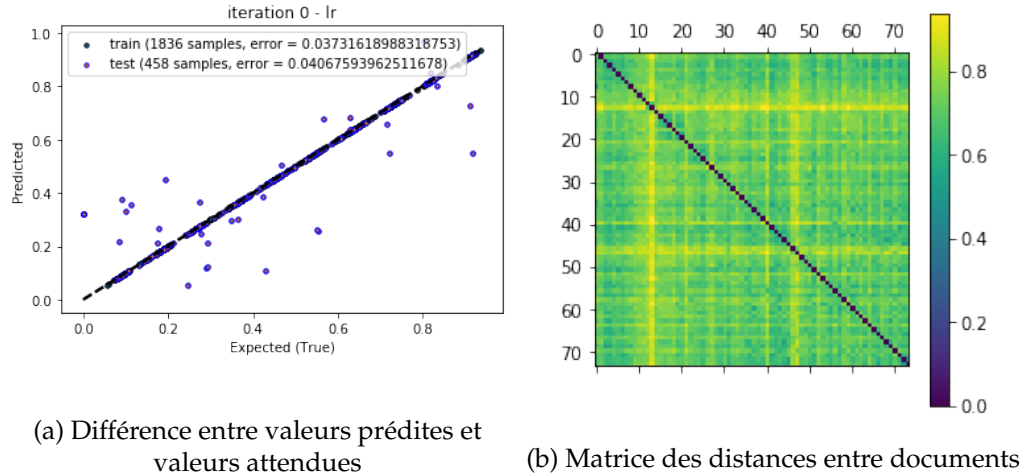 iteration 0 - lr
train (1836 samples, error = 0.03731618988318753)
test (458 samples, error = 0.04067593962511678)
1.0
0.8
0.6
0.4
0.2
0.0
Predicted
0.0 0.2 0.4 0.6 0.8
Expected (True)
(a) Différence entre valeurs prédites et
valeurs attendues
0 10 20 30 40 50 60 70
0
10
20
30
40
50
60
70
0.8
0.6
0.4
0.2
0.0
(b) Matrice des distances entre documents